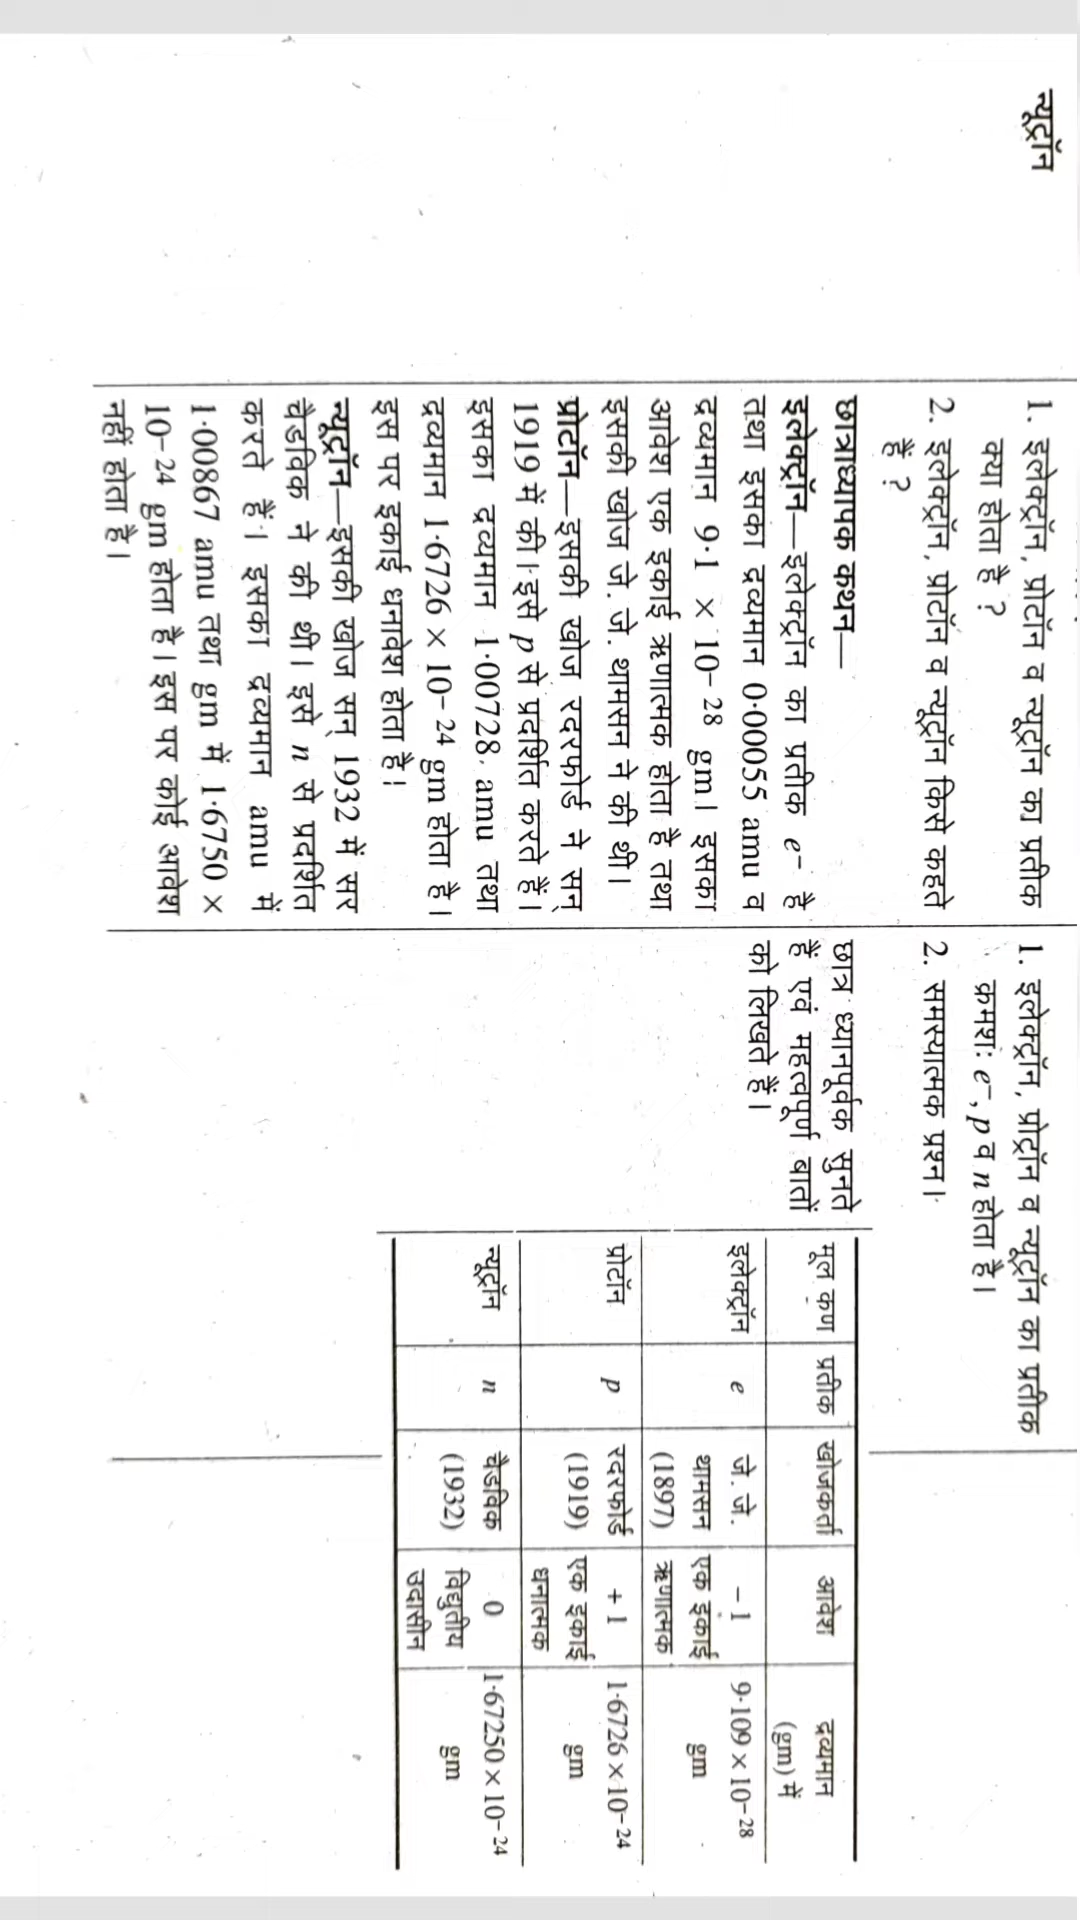 न्यूट्रॉन
1. इलेक्ट्रॉन, प्रोटॉन व न्यूट्रॉन का प्रतीक
क्या होता है ?
2. इलेक्ट्रॉन, प्रोटॉन व न्यूट्रॉन किसे कहते
हैं ?
छात्राध्यापक कथन—
इलेक्ट्रॉन—इलेक्ट्रॉन का प्रतीक e⁻ है
तथा इसका द्रव्यमान 0·00055 amu व
द्रव्यमान 9·1 × 10⁻²⁸ gm। इसका
आवेश एक इकाई ऋणात्मक होता है तथा
इसकी खोज जे. जे. थामसन ने की थी।
प्रोटॉन—इसकी खोज रदरफोर्ड ने सन्
1919 में की। इसे p से प्रदर्शित करते हैं।
इसका द्रव्यमान 1·00728 amu तथा
द्रव्यमान 1·6726 × 10⁻²⁴ gm होता है।
इस पर इकाई धनावेश होता है।
न्यूट्रॉन—इसकी खोज सन् 1932 में सर
चैडविक ने की थी। इसे n से प्रदर्शित
करते हैं। इसका द्रव्यमान amu में
1·00867 amu तथा gm में 1·6750 ×
10⁻²⁴ gm होता है। इस पर कोई आवेश
नहीं होता है।
1. इलेक्ट्रॉन, प्रोट्रॉन व न्यूट्रॉन का प्रतीक
क्रमशः e⁻, p व n होता है।
2. समस्यात्मक प्रश्न।
छात्र ध्यानपूर्वक सुनते
हैं एवं महत्त्वपूर्ण बातों
को लिखते हैं।
मूल कण प्रतीक खोजकर्ता आवेश द्रव्यमान
(gm) में
इलेक्ट्रॉन e जे. जे. – 1 9·109 × 10⁻²⁸
थामसन एक इकाई gm
(1897) ऋणात्मक
प्रोटॉन p रदरफोर्ड + 1 1·6726 × 10⁻²⁴
(1919) एक इकाई gm
धनात्मक
न्यूट्रॉन n चैडविक 0 1·67250 × 10⁻²⁴
(1932) विद्युतीय gm
उदासीन